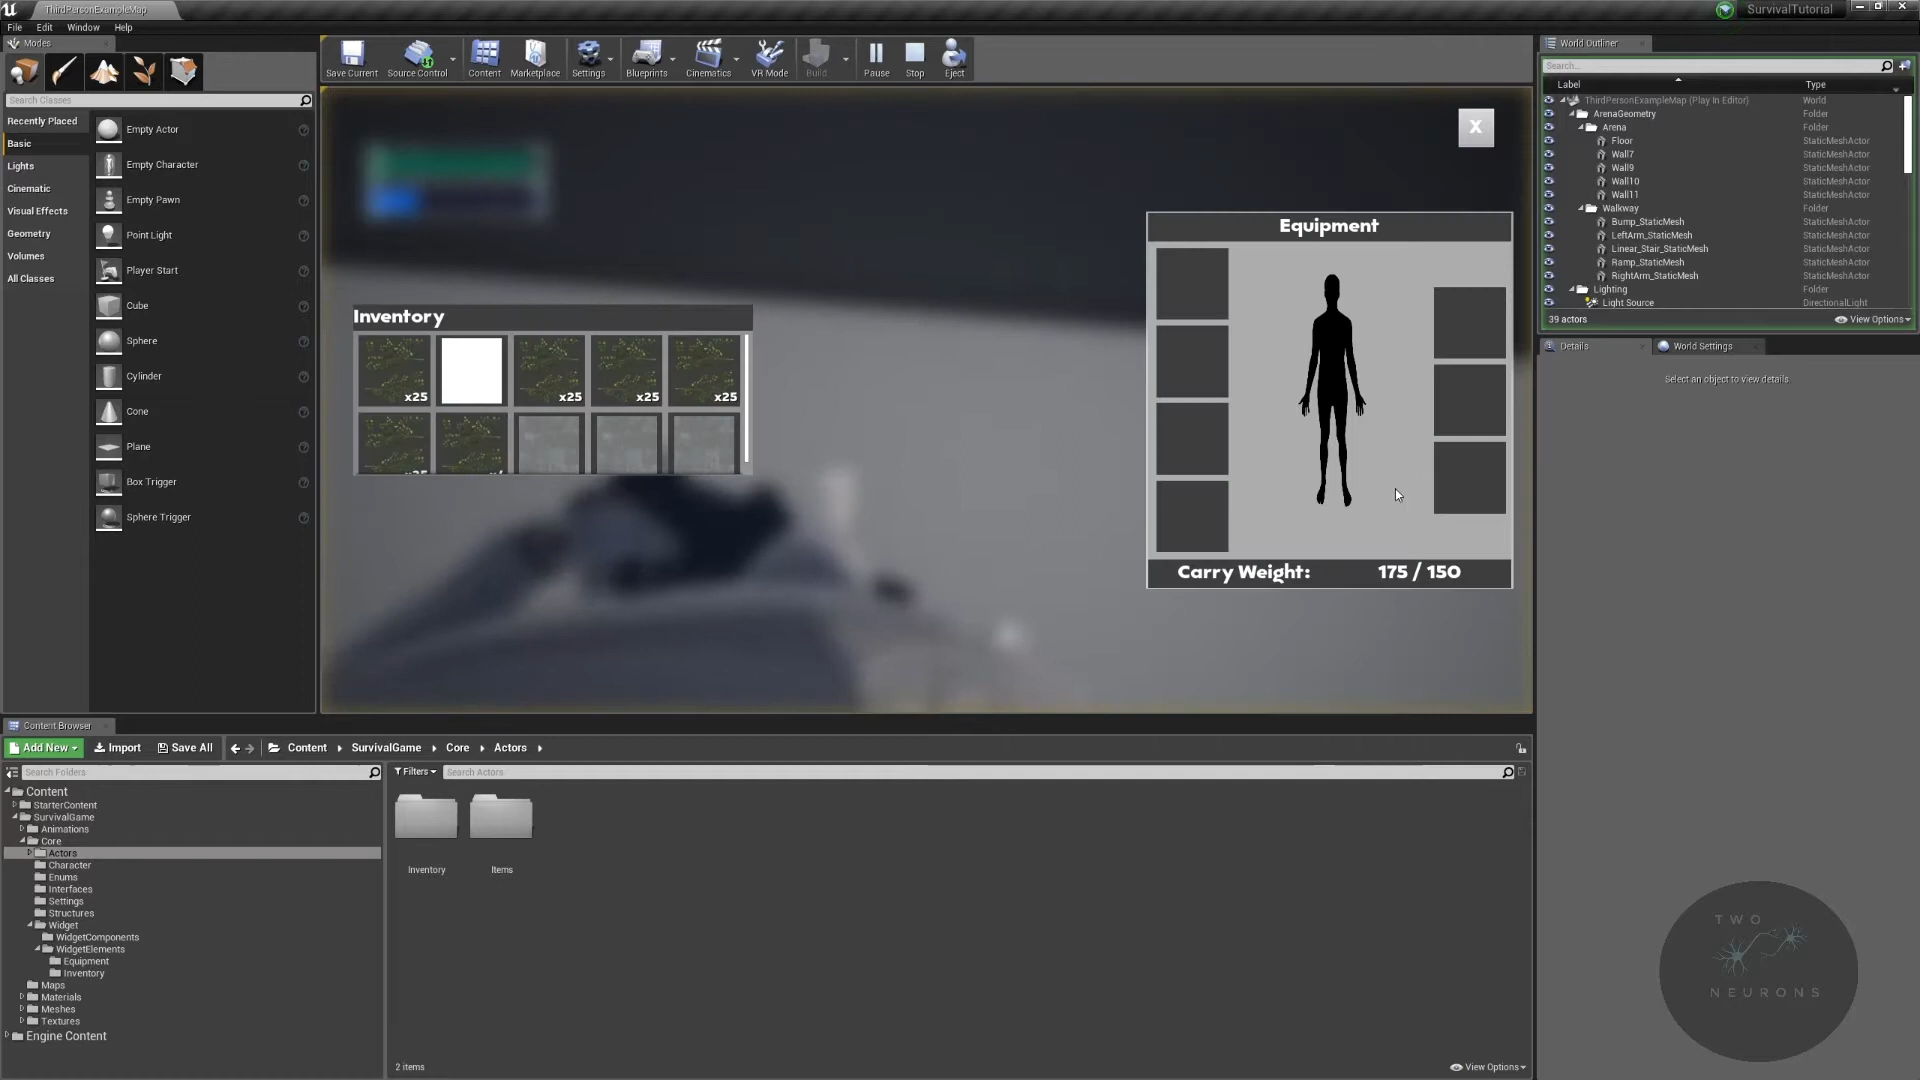 ThirdPersonExampleMap
SurvivalTutorial
File Edit Window Help
Modes
Search Classes
Recently Placed
Basic
Lights
Cinematic
Visual Effects
Geometry
Volumes
All Classes
Empty Actor
Empty Character
Empty Pawn
Point Light
Player Start
Cube
Sphere
Cylinder
Cone
Plane
Box Trigger
Sphere Trigger
Save Current Source Control Content Marketplace Settings Blueprints Cinematics VR Mode Build Pause Stop Eject
X
Inventory
x25 x25 x25 x25
Equipment
Carry Weight: 175 / 150
World Outliner
Search...
Label Type
ThirdPersonExampleMap (Play In Editor) World
ArenaGeometry Folder
Arena Folder
Floor StaticMeshActor
Wall7 StaticMeshActor
Wall9 StaticMeshActor
Wall10 StaticMeshActor
Wall11 StaticMeshActor
Walkway Folder
Bump_StaticMesh StaticMeshActor
LeftArm_StaticMesh StaticMeshActor
Linear_Stair_StaticMesh StaticMeshActor
Ramp_StaticMesh StaticMeshActor
RightArm_StaticMesh StaticMeshActor
Lighting Folder
Light Source DirectionalLight
39 actors View Options
Details World Settings
Select an object to view details.
Content Browser
Add New Import Save All Content SurvivalGame Core Actors
Search Folders
Filters Search Actors
Content
StarterContent
SurvivalGame
Animations
Core
Actors
Character
Enums
Interfaces
Settings
Structures
Widget
WidgetComponents
WidgetElements
Equipment
Inventory
Maps
Materials
Meshes
Textures
Engine Content
Inventory Items
2 items View Options
TWO
NEURONS